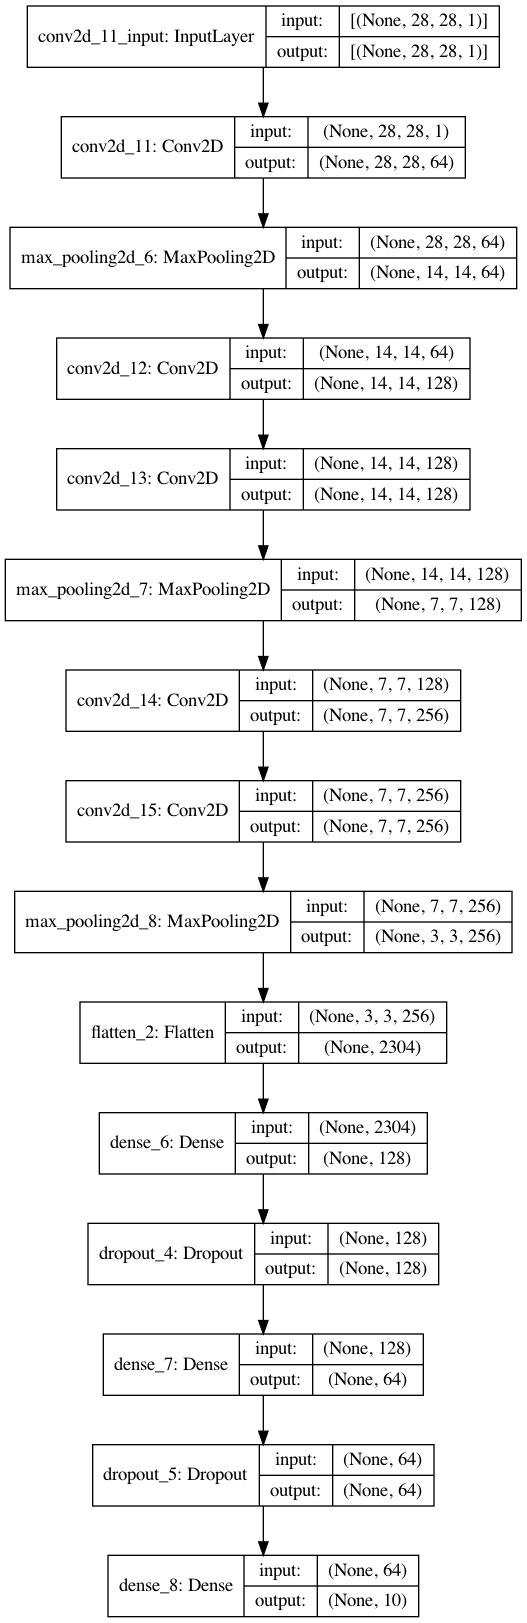 conv2d_11_input: InputLayer
input: [(None, 28, 28, 1)]
output: [(None, 28, 28, 1)]
conv2d_11: Conv2D
input: (None, 28, 28, 1)
output: (None, 28, 28, 64)
max_pooling2d_6: MaxPooling2D
input: (None, 28, 28, 64)
output: (None, 14, 14, 64)
conv2d_12: Conv2D
input: (None, 14, 14, 64)
output: (None, 14, 14, 128)
conv2d_13: Conv2D
input: (None, 14, 14, 128)
output: (None, 14, 14, 128)
max_pooling2d_7: MaxPooling2D
input: (None, 14, 14, 128)
output: (None, 7, 7, 128)
conv2d_14: Conv2D
input: (None, 7, 7, 128)
output: (None, 7, 7, 256)
conv2d_15: Conv2D
input: (None, 7, 7, 256)
output: (None, 7, 7, 256)
max_pooling2d_8: MaxPooling2D
input: (None, 7, 7, 256)
output: (None, 3, 3, 256)
flatten_2: Flatten
input: (None, 3, 3, 256)
output: (None, 2304)
dense_6: Dense
input: (None, 2304)
output: (None, 128)
dropout_4: Dropout
input: (None, 128)
output: (None, 128)
dense_7: Dense
input: (None, 128)
output: (None, 64)
dropout_5: Dropout
input: (None, 64)
output: (None, 64)
dense_8: Dense
input: (None, 64)
output: (None, 10)